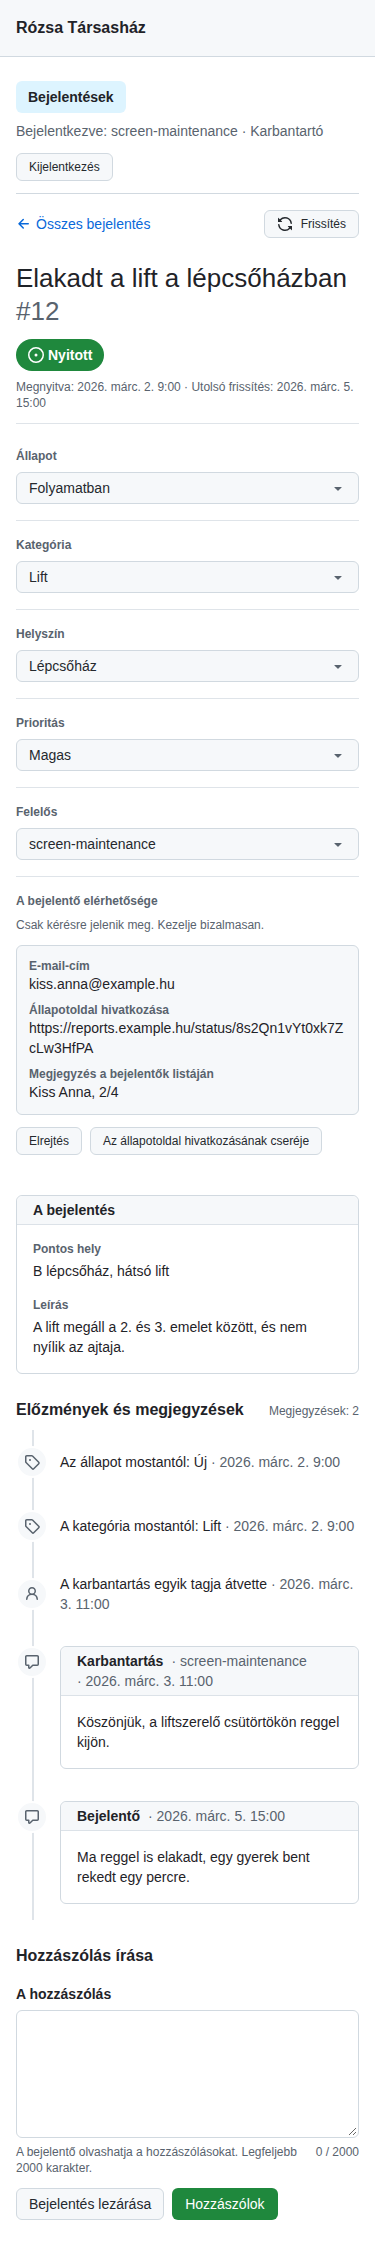 Rózsa Társasház
Bejelentések
Bejelentkezve: screen-maintenance · Karbantartó
Kijelentkezés
Összes bejelentés
Frissítés
Elakadt a lift a lépcsőházban
#12
Nyitott
Megnyitva: 2026. márc. 2. 9:00 · Utolsó frissítés: 2026. márc. 5.
15:00
Állapot
Folyamatban
Kategória
Lift
Helyszín
Lépcsőház
Prioritás
Magas
Felelős
screen-maintenance
A bejelentő elérhetősége
Csak kérésre jelenik meg. Kezelje bizalmasan.
E-mail-cím
kiss.anna@example.hu
Állapotoldal hivatkozása
https://reports.example.hu/status/8s2Qn1vYt0xk7Z
cLw3HfPA
Megjegyzés a bejelentők listáján
Kiss Anna, 2/4
Elrejtés
Az állapotoldal hivatkozásának cseréje
A bejelentés
Pontos hely
B lépcsőház, hátsó lift
Leírás
A lift megáll a 2. és 3. emelet között, és nem
nyílik az ajtaja.
Előzmények és megjegyzések
Megjegyzések: 2
Az állapot mostantól: Új · 2026. márc. 2. 9:00
A kategória mostantól: Lift · 2026. márc. 2. 9:00
A karbantartás egyik tagja átvette · 2026. márc.
3. 11:00
Karbantartás · screen-maintenance
· 2026. márc. 3. 11:00
Köszönjük, a liftszerelő csütörtökön reggel
kijön.
Bejelentő · 2026. márc. 5. 15:00
Ma reggel is elakadt, egy gyerek bent
rekedt egy percre.
Hozzászólás írása
A hozzászólás
A bejelentő olvashatja a hozzászólásokat. Legfeljebb
2000 karakter.
0 / 2000
Bejelentés lezárása
Hozzászólok